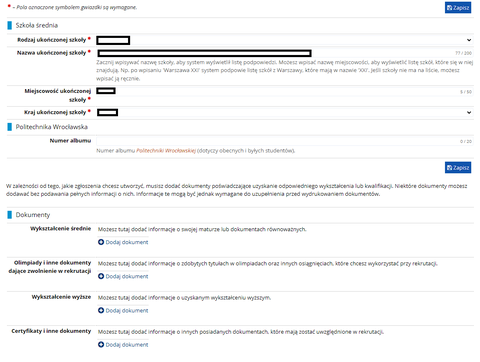 * - Pola oznaczone symbolem gwiazdki są wymagane.
Zapisz
Szkoła średnia
Rodzaj ukończonej szkoły *
Nazwa ukończonej szkoły *
77 / 200
Zacznij wpisywać nazwę szkoły, aby system wyświetlił listę podpowiedzi. Możesz wpisać nazwę miejscowości, aby wyświetlić listę szkół, które się w niej
znajdują. Np. po wpisaniu 'Warszawa XXI' system podpowie listę szkół z Warszawy, które mają w nazwie 'XXI'. Jeśli szkoły nie ma na liście, możesz
wpisać ją ręcznie.
Miejscowość ukończonej
szkoły *
/ 60
Kraj ukończonej szkoły *
Politechnika Wrocławska
Numer albumu
0 / 20
Numer albumu Politechniki Wrocławskiej (dotyczy obecnych i byłych studentów).
Zapisz
W zależności od tego, jakie zgłoszenia chcesz utworzyć, musisz dodać dokumenty poświadczające uzyskanie odpowiedniego wykształcenia lub kwalifikacji. Niektóre dokumenty możesz
dodawać bez podawania pełnych informacji o nich. Informacje te mogą być jednak wymagane do uzupełnienia przed wydrukowaniem dokumentów.
Dokumenty
Wykształcenie średnie
Możesz tutaj dodać informacje o swojej maturze lub dokumentach równoważnych.
Dodaj dokument
Olimpiady i inne dokumenty
dające zwolnienie w rekrutacji
Możesz tutaj dodać informacje o zdobytych tytułach w olimpiadach oraz innych osiągnięciach, które chcesz wykorzystać przy rekrutacji.
Dodaj dokument
Wykształcenie wyższe
Możesz tutaj dodać informacje o uzyskanym wykształceniu wyższym.
Dodaj dokument
Certyfikaty i inne dokumenty
Możesz tutaj dodać informacje o innych posiadanych dokumentach, które mają zostać uwzględnione w rekrutacji.
Dodaj dokument